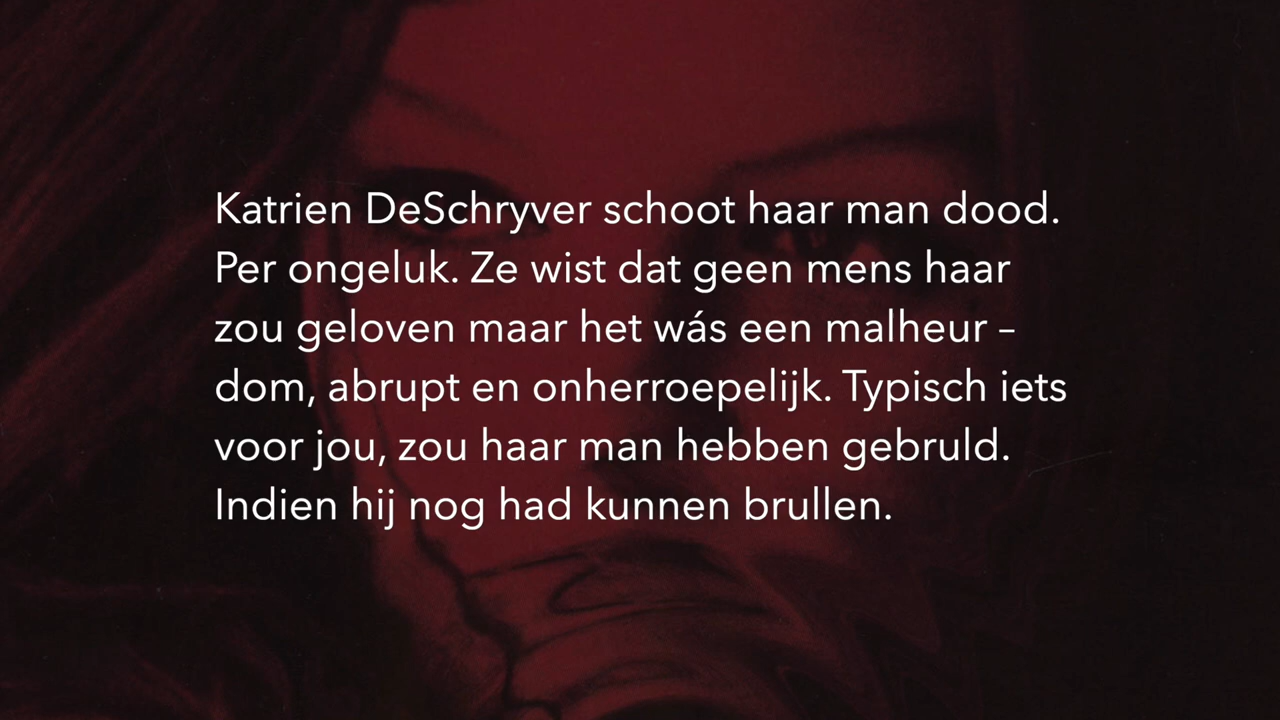 Katrien DeSchryver schoot haar man dood.
Per ongeluk. Ze wist dat geen mens haar
zou geloven maar het wás een malheur –
dom, abrupt en onherroepelijk. Typisch iets
voor jou, zou haar man hebben gebruld.
Indien hij nog had kunnen brullen.